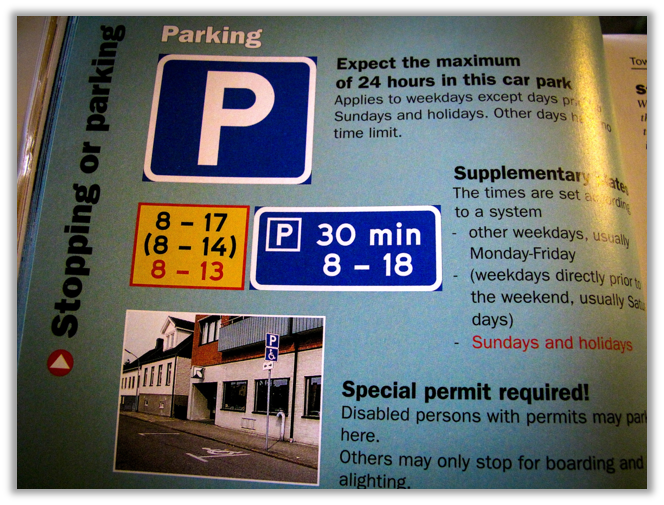 Stopping or parking
Parking
P
Expect the maximum
of 24 hours in this car park
Applies to weekdays except days
Sundays and holidays. Other days
time limit.
8 – 17
(8 – 14)
8 – 13
P 30 min
8 – 18
Supplementary
The times are set according
to a system
- other weekdays, usually
Monday-Friday
- (weekdays directly prior to
the weekend, usually
days)
- Sundays and holidays
P
Special permit required!
Disabled persons with permits may
here.
Others may only stop for boarding and
alighting.